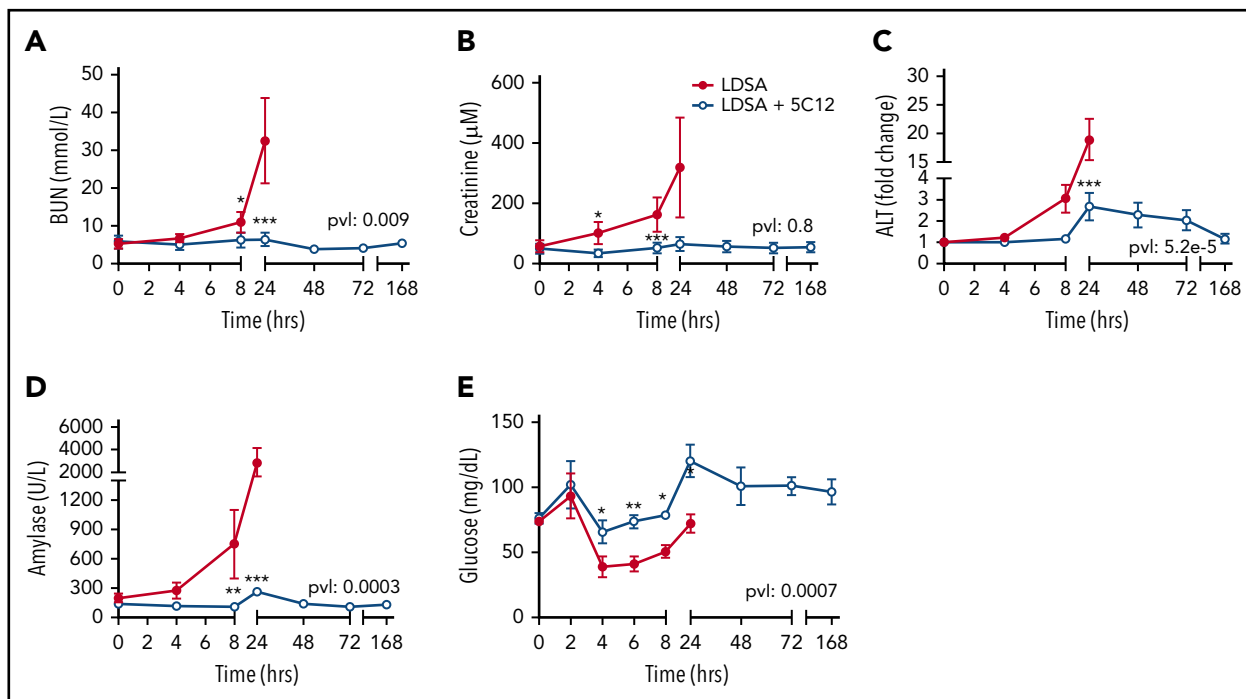 A
BUN (mmol/L)
50
40
30
20
10
0
*
***
pvl: 0.009
0 2 4 6 8 24 48 72 168
Time (hrs)
B
Creatinine (μM)
600
400
200
0
LDSA
LDSA + 5C12
*
***
pvl: 0.8
0 2 4 6 8 24 48 72 168
Time (hrs)
C
ALT (fold change)
25
20
15
4
3
2
1
0
***
pvl: 5.2e-5
0 2 4 6 8 24 48 72 168
Time (hrs)
D
Amylase (U/L)
6000
4000
2000
1200
900
600
300
0
**
***
pvl: 0.0003
0 2 4 6 8 24 48 72 168
Time (hrs)
E
Glucose (mg/dL)
150
100
50
0
*
**
*
*
pvl: 0.0007
0 2 4 6 8 24 48 72 168
Time (hrs)